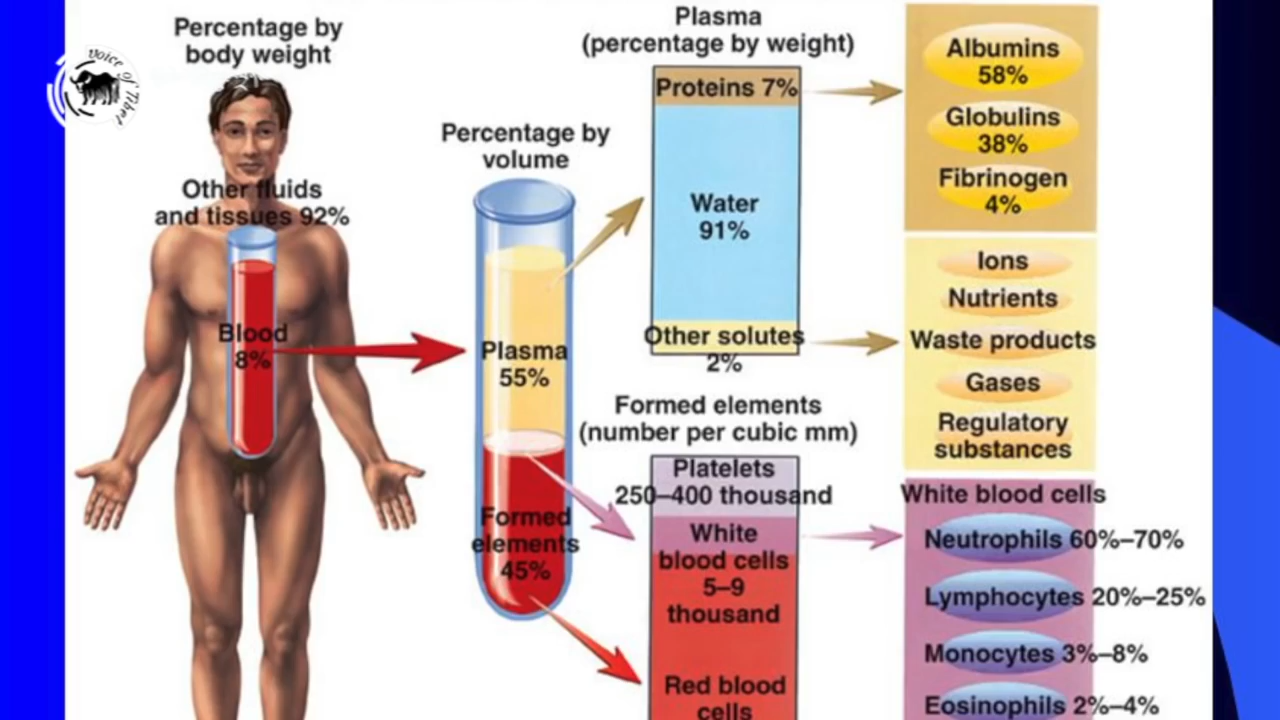 Voice of Tibet
Percentage by
body weight
Other fluids
and tissues 92%
Blood
8%
Percentage by
volume
Plasma
55%
Formed
elements
45%
Plasma
(percentage by weight)
Proteins 7%
Water
91%
Other solutes
2%
Formed elements
(number per cubic mm)
Platelets
250–400 thousand
White
blood cells
5–9
thousand
Red blood
cells
Albumins
58%
Globulins
38%
Fibrinogen
4%
Ions
Nutrients
Waste products
Gases
Regulatory
substances
White blood cells
Neutrophils 60%–70%
Lymphocytes 20%–25%
Monocytes 3%–8%
Eosinophils 2%–4%